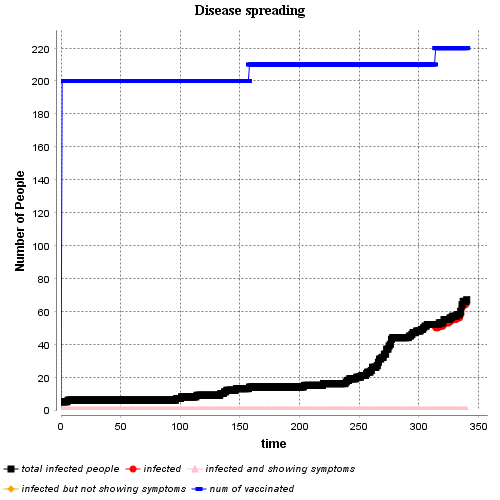 Disease spreading
Number of People
220
200
180
160
140
120
100
80
60
40
20
0
0 50 100 150 200 250 300 350
time
total infected people infected infected and showing symptoms
infected but not showing symptoms num of vaccinated